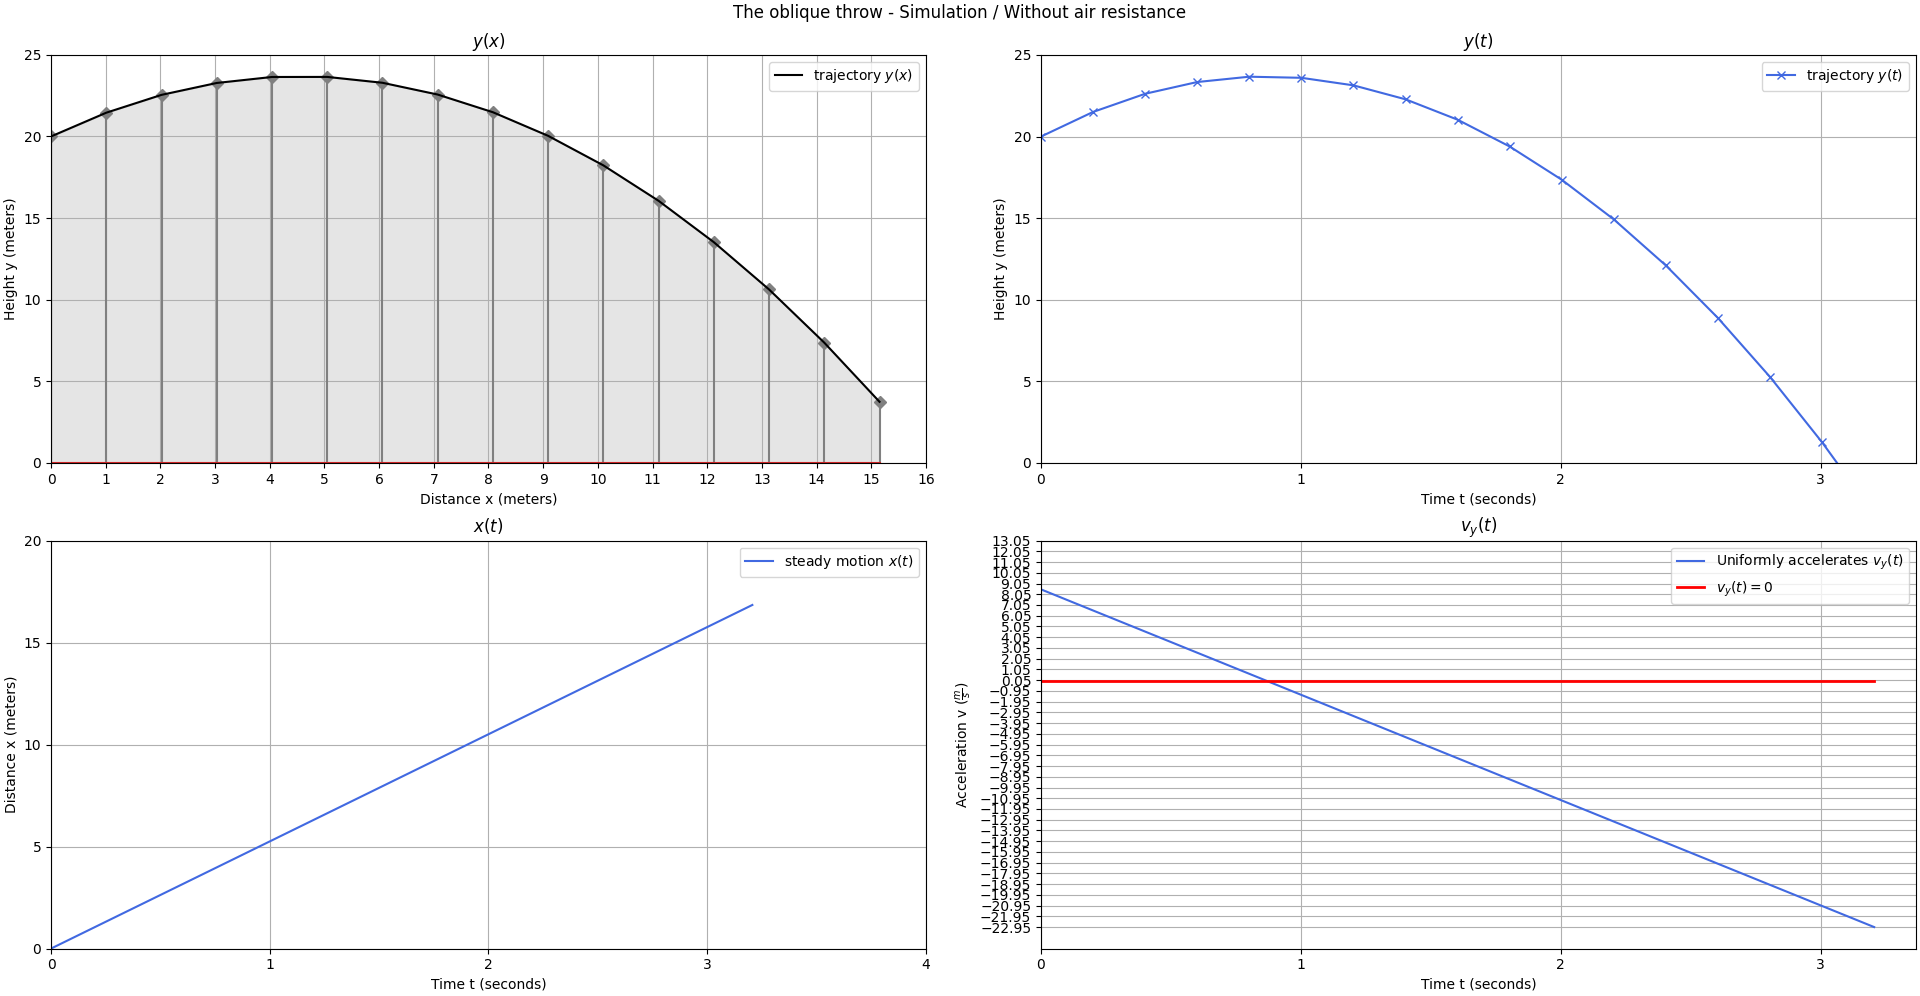 The oblique throw - Simulation / Without air resistance
y(x)
25
20
15
10
5
0
Height y (meters)
trajectory y(x)
0 1 2 3 4 5 6 7 8 9 10 11 12 13 14 15 16
Distance x (meters)
y(t)
25
20
15
10
5
0
Height y (meters)
trajectory y(t)
0 1 2 3
Time t (seconds)
x(t)
20
15
10
5
0
Distance x (meters)
steady motion x(t)
0 1 2 3 4
Time t (seconds)
v_y(t)
13.05
12.05
11.05
10.05
9.05
8.05
7.05
6.05
5.05
4.05
3.05
2.05
1.05
0.05
−0.95
−1.95
−2.95
−3.95
−4.95
−5.95
−6.95
−7.95
−8.95
−9.95
−10.95
−11.95
−12.95
−13.95
−14.95
−15.95
−16.95
−17.95
−18.95
−19.95
−20.95
−21.95
−22.95
Acceleration v (m/s)
Uniformly accelerates v_y(t)
v_y(t) = 0
0 1 2 3
Time t (seconds)